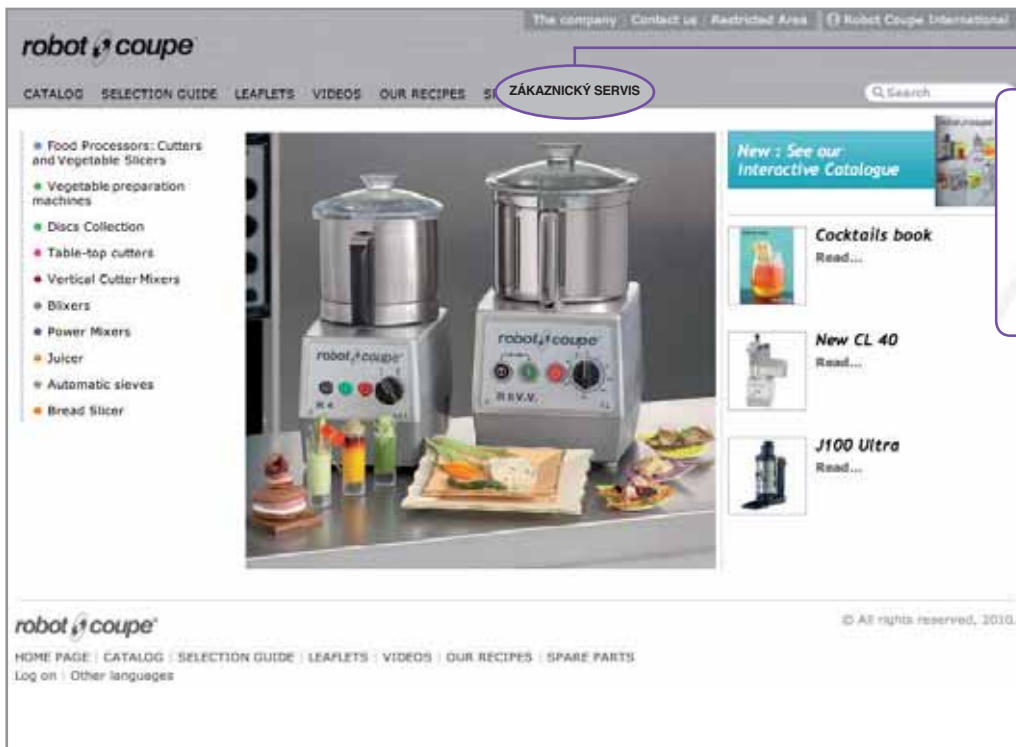 The company | Contact us | Restricted Area | Robot Coupe International
robot coupe
CATALOG SELECTION GUIDE LEAFLETS VIDEOS OUR RECIPES
ZÁKAZNICKÝ SERVIS
Search
Food Processors: Cutters
and Vegetable Slicers
Vegetable preparation
machines
Discs Collection
Table-top cutters
Vertical Cutter Mixers
Blixers
Power Mixers
Juicer
Automatic sieves
Bread Slicer
robot coupe
R 4
robot coupe
New : See our
Interactive Catalogue
Cocktails book
Read...
New CL 40
Read...
J100 Ultra
Read...
robot coupe®
© All rights reserved, 2010.
HOME PAGE | CATALOG | SELECTION GUIDE | LEAFLETS | VIDEOS | OUR RECIPES | SPARE PARTS
Log on | Other languages